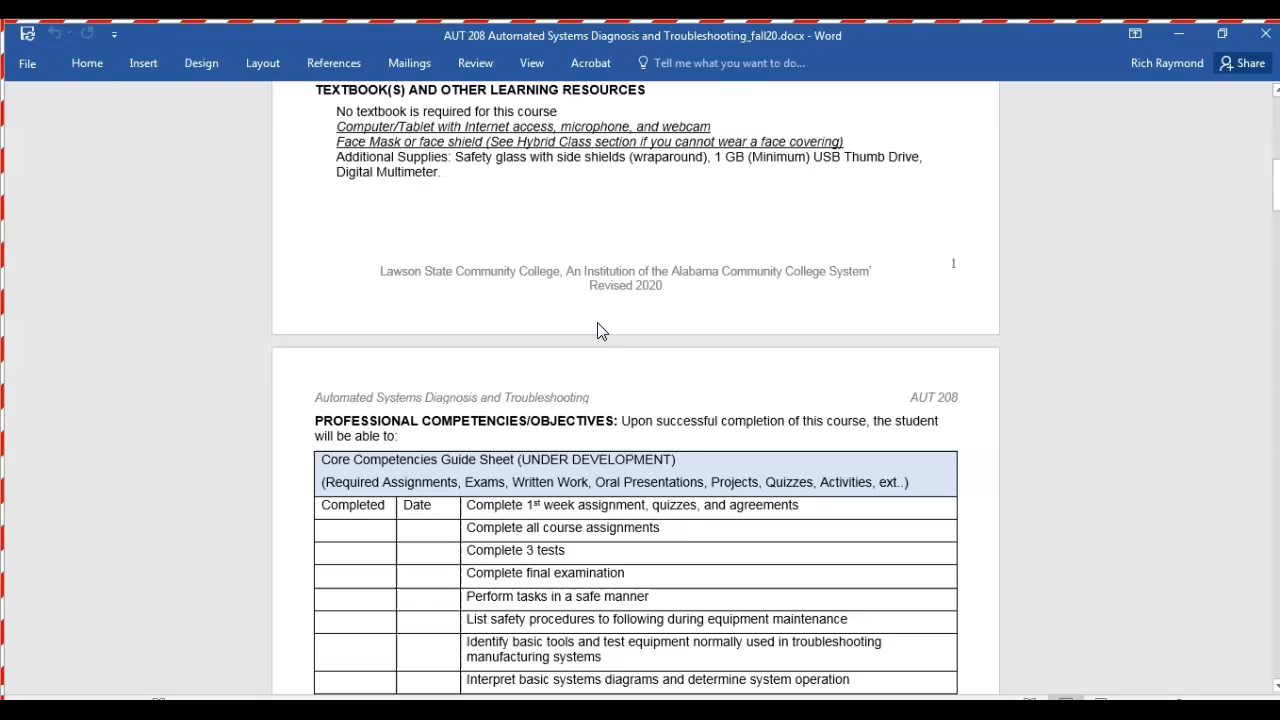 AUT 208 Automated Systems Diagnosis and Troubleshooting_fall20.docx - Word
File Home Insert Design Layout References Mailings Review View Acrobat Tell me what you want to do... Rich Raymond Share
TEXTBOOK(S) AND OTHER LEARNING RESOURCES
No textbook is required for this course
Computer/Tablet with Internet access, microphone, and webcam
Face Mask or face shield (See Hybrid Class section if you cannot wear a face covering)
Additional Supplies: Safety glass with side shields (wraparound), 1 GB (Minimum) USB Thumb Drive,
Digital Multimeter.
1
Lawson State Community College, An Institution of the Alabama Community College System’
Revised 2020
Automated Systems Diagnosis and Troubleshooting AUT 208
PROFESSIONAL COMPETENCIES/OBJECTIVES: Upon successful completion of this course, the student
will be able to:
Core Competencies Guide Sheet (UNDER DEVELOPMENT)
(Required Assignments, Exams, Written Work, Oral Presentations, Projects, Quizzes, Activities, ext..)
Completed Date Complete 1st week assignment, quizzes, and agreements
Complete all course assignments
Complete 3 tests
Complete final examination
Perform tasks in a safe manner
List safety procedures to following during equipment maintenance
Identify basic tools and test equipment normally used in troubleshooting
manufacturing systems
Interpret basic systems diagrams and determine system operation